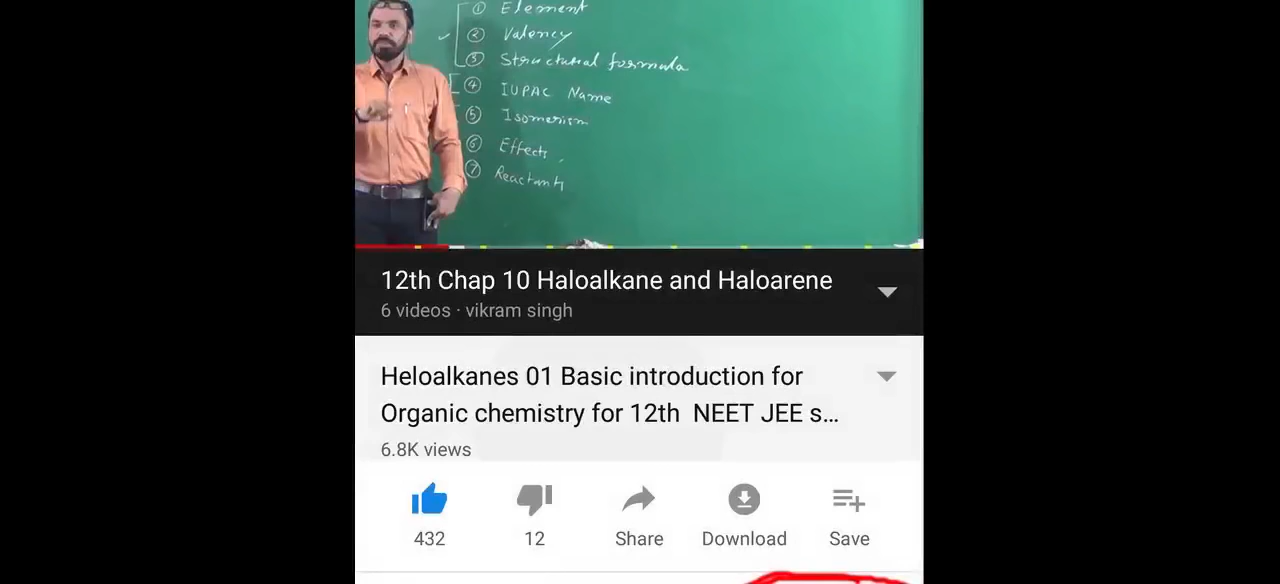 ① Element
② Valency
③ Structural formula
④ IUPAC Name
⑤ Isomerism
⑥ Effects
⑦ Reactants
12th Chap 10 Haloalkane and Haloarene
6 videos · vikram singh
Heloalkanes 01 Basic introduction for
Organic chemistry for 12th NEET JEE s...
6.8K views
432 12 Share Download Save